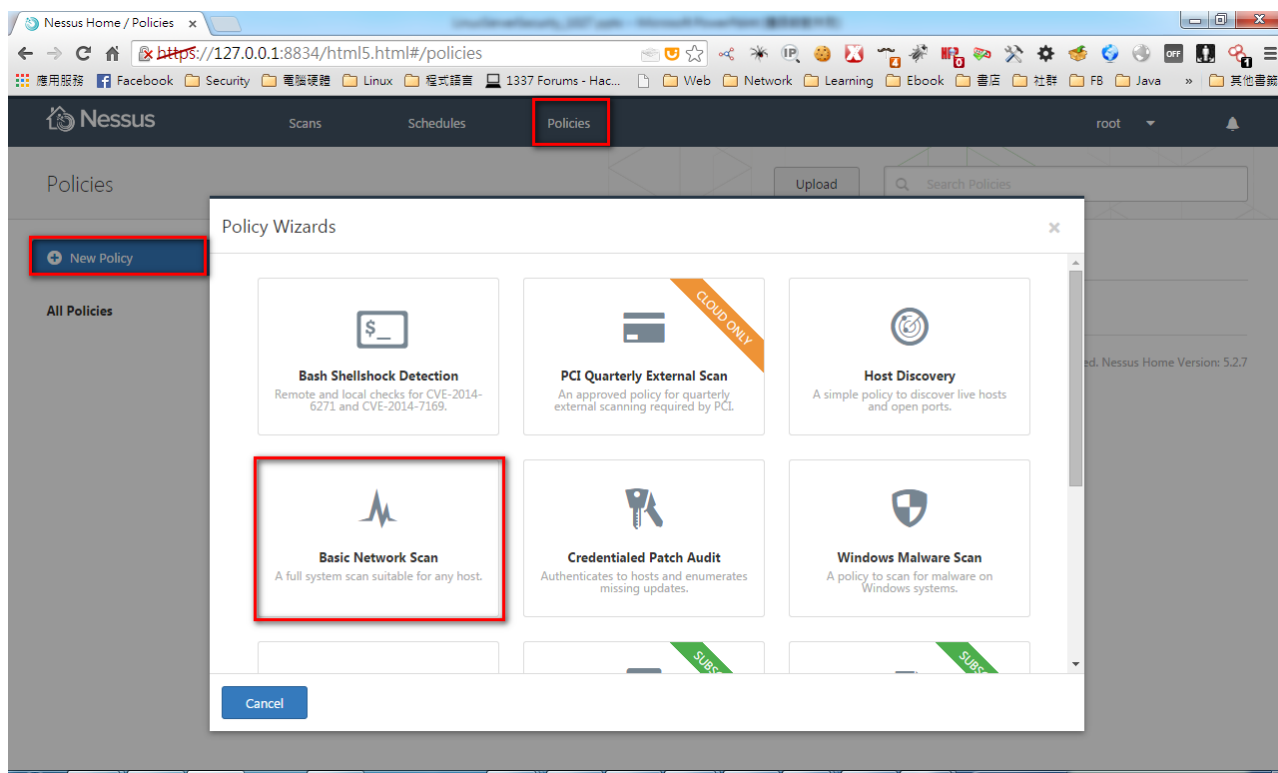 Nessus Home / Policies
https://127.0.0.1:8834/html5.html#/policies
應用服務 Facebook Security 電腦硬體 Linux 程式語言 1337 Forums - Hac... Web Network Learning Ebook 書店 社群 FB Java » 其他書籤
Nessus Scans Schedules Policies root
Policies Upload Search Policies
Policy Wizards
New Policy
All Policies
CLOUD ONLY
Bash Shellshock Detection
Remote and local checks for CVE-2014-
6271 and CVE-2014-7169.
PCI Quarterly External Scan
An approved policy for quarterly
external scanning required by PCI.
Host Discovery
A simple policy to discover live hosts
and open ports.
ed. Nessus Home Version: 5.2.7
Basic Network Scan
A full system scan suitable for any host.
Credentialed Patch Audit
Authenticates to hosts and enumerates
missing updates.
Windows Malware Scan
A policy to scan for malware on
Windows systems.
Cancel